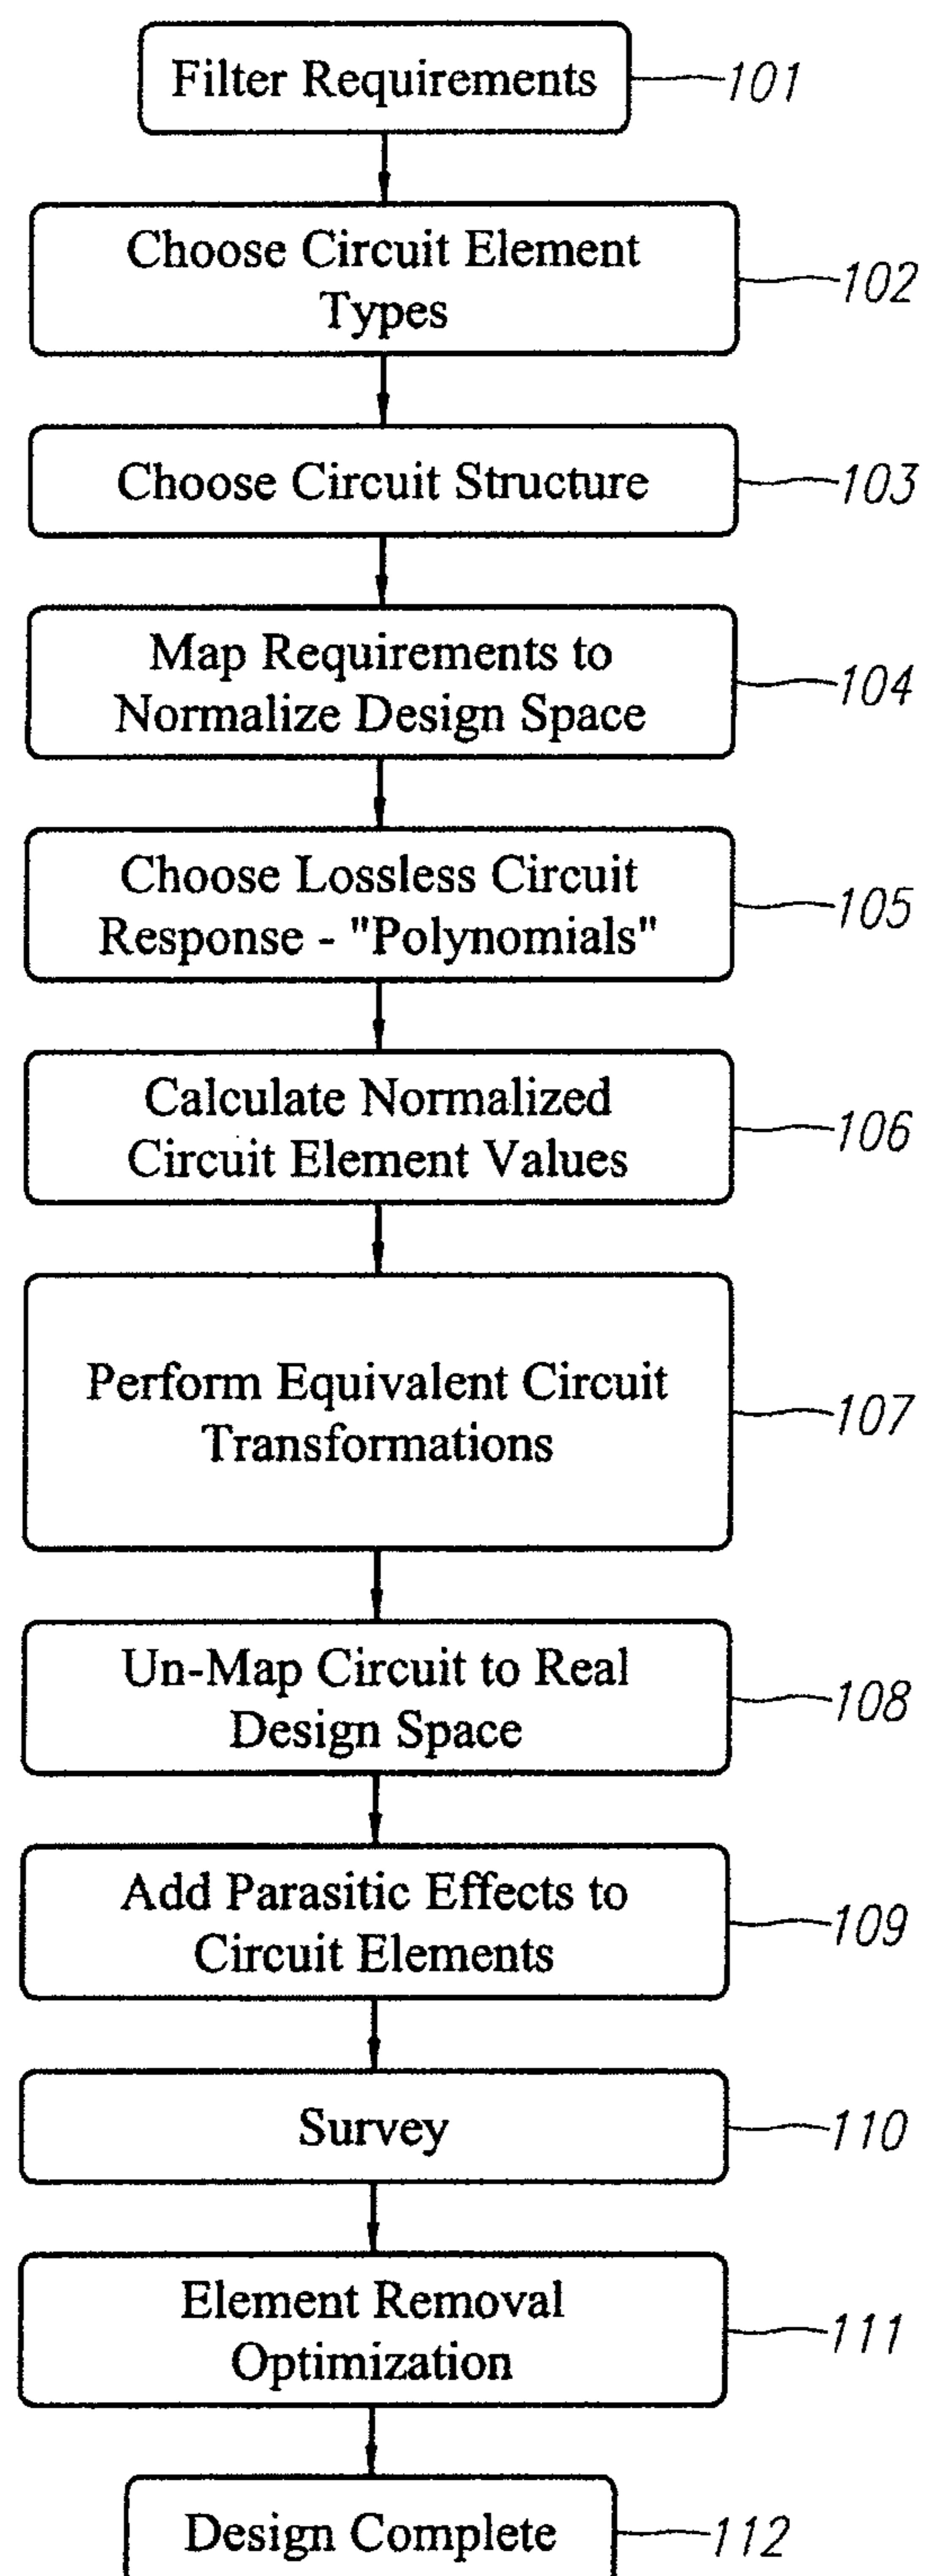 Filter Requirements
101
Choose Circuit Element
Types
102
Choose Circuit Structure
103
Map Requirements to
Normalize Design Space
104
Choose Lossless Circuit
Response - "Polynomials"
105
Calculate Normalized
Circuit Element Values
106
Perform Equivalent Circuit
Transformations
107
Un-Map Circuit to Real
Design Space
108
Add Parasitic Effects to
Circuit Elements
109
Survey
110
Element Removal
Optimization
111
Design Complete
112